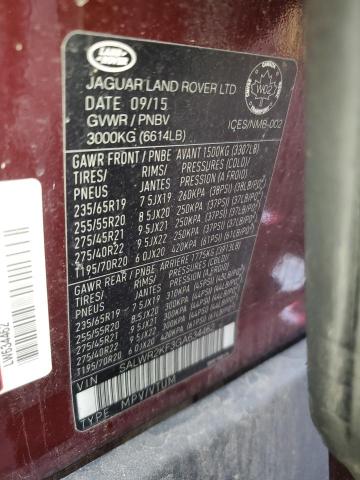 LAND
ROVER
JAGUAR LAND ROVER LTD
DATE 09/15
GVWR / PNBV
3000KG (6614LB)
W02
ICES/NMB-002
GAWR FRONT / PNBE AVANT 1500KG (3307LB)
TIRES/ RIMS/ PRESSURES (COLD)/
PNEUS JANTES PRESSION (A FROID)
235/65R19 7.5JX19 260KPA (38PSI) (38LB/PO²)
255/55R20 8.5JX20 250KPA (37PSI) (37LB/PO²)
275/45R21 9.5JX21 250KPA (37PSI) (37LB/PO²)
275/40R22 9.5JX22 250KPA (37PSI) (37LB/PO²)
T195/70R20 6.0JX20 420KPA (61PSI) (61LB/PO²)
GAWR REAR/PNBE ARRIERE 1775KG (3913LB)
TIRES/ RIMS/ PRESSURES (COLD)/
PNEUS JANTES PRESSION (A FROID)
235/65R19 7.5JX19
255/55R20 8.5JX20
275/45R21 9.5JX21
275/40R22 9.5JX22
T195/70R20 6.0JX20
VIN SALWR2KF3GA634462
TYPE MPV/VTUM
LW634462